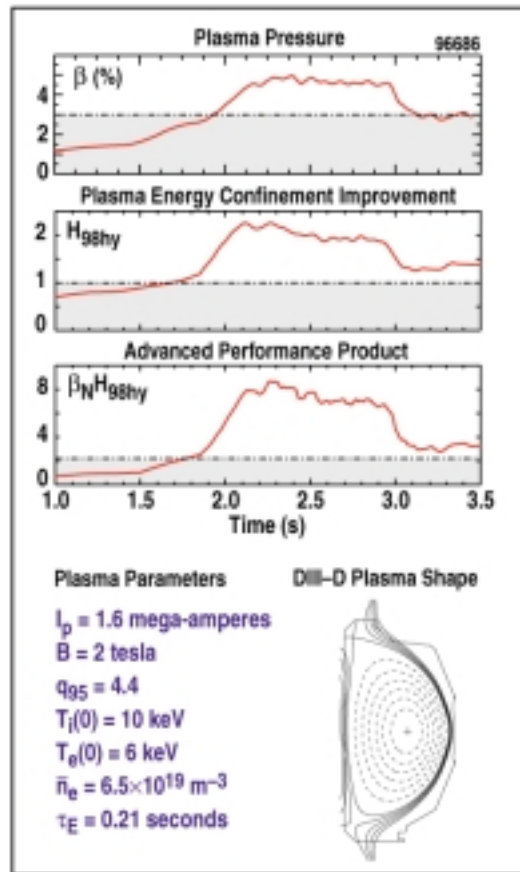 Plasma Pressure
96686
β (%)
4
2
0
Plasma Energy Confinement Improvement
H98hy
2
1
0
Advanced Performance Product
βNH98hy
8
4
0
1.0 1.5 2.0 2.5 3.0 3.5
Time (s)
Plasma Parameters
Ip = 1.6 mega-amperes
B = 2 tesla
q95 = 4.4
Ti(0) = 10 keV
Te(0) = 6 keV
n̄e = 6.5×10¹⁹ m⁻³
τE = 0.21 seconds
DIII–D Plasma Shape